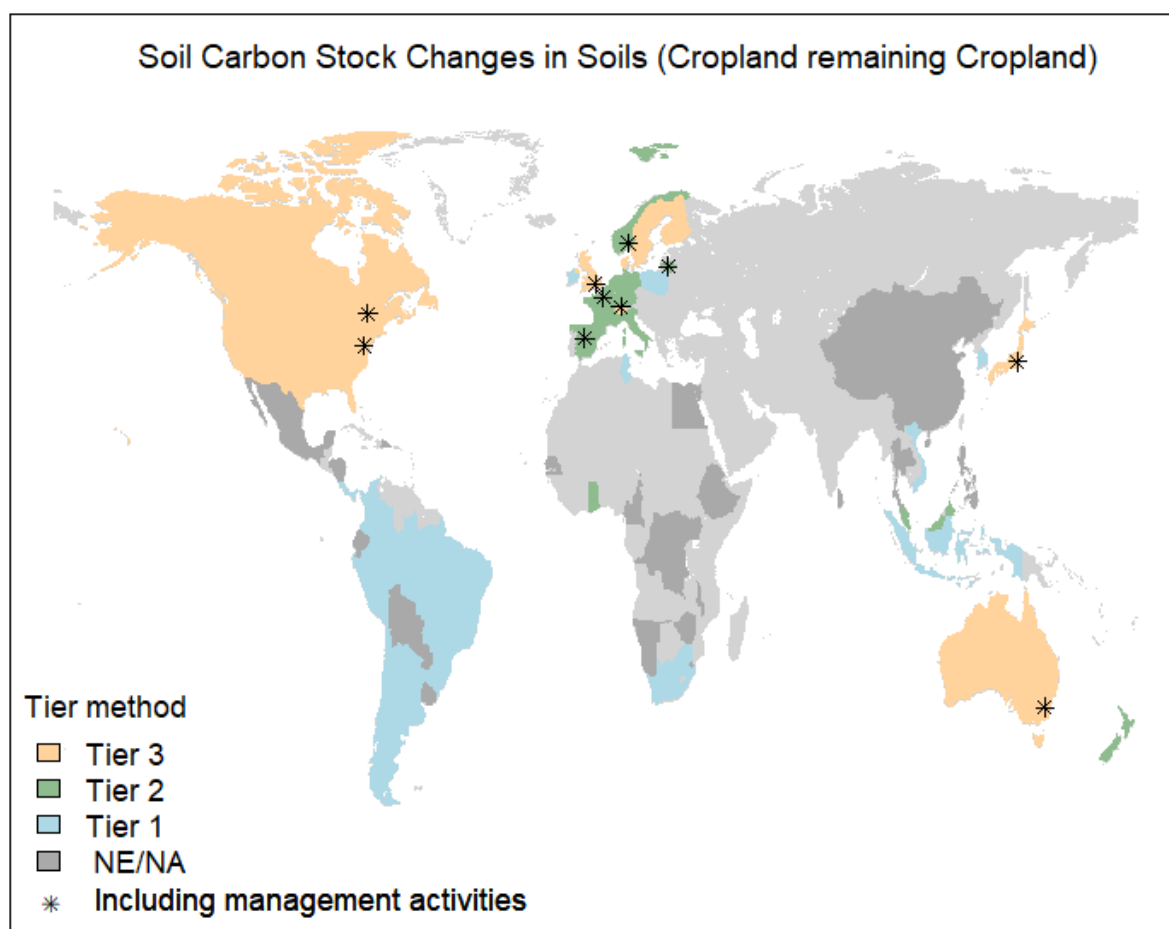 Soil Carbon Stock Changes in Soils (Cropland remaining Cropland)
Tier method
Tier 3
Tier 2
Tier 1
NE/NA
Including management activities